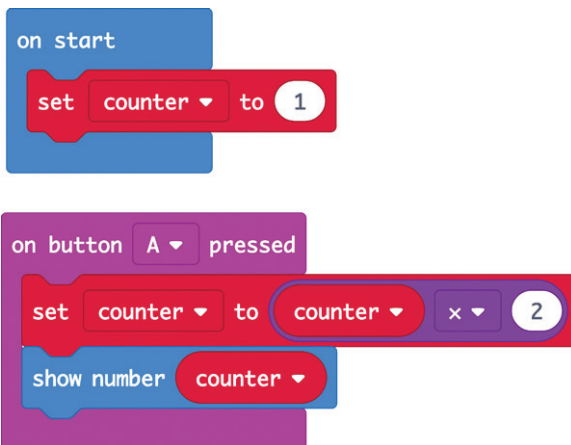 on start
set counter to 1
on button A pressed
set counter to counter × 2
show number counter